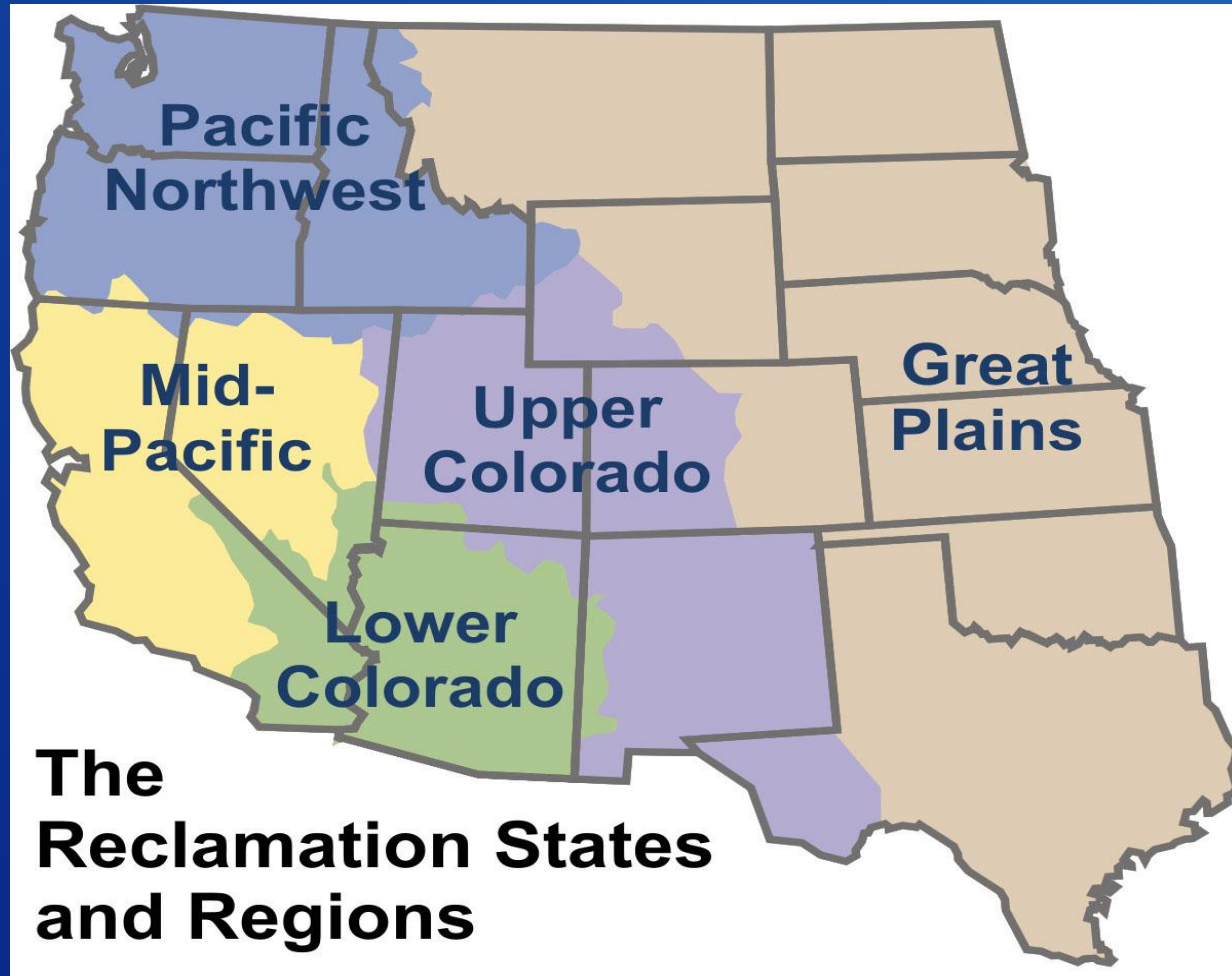 Pacific
Northwest
Mid-
Pacific
Upper
Colorado
Great
Plains
Lower
Colorado
The
Reclamation States
and Regions